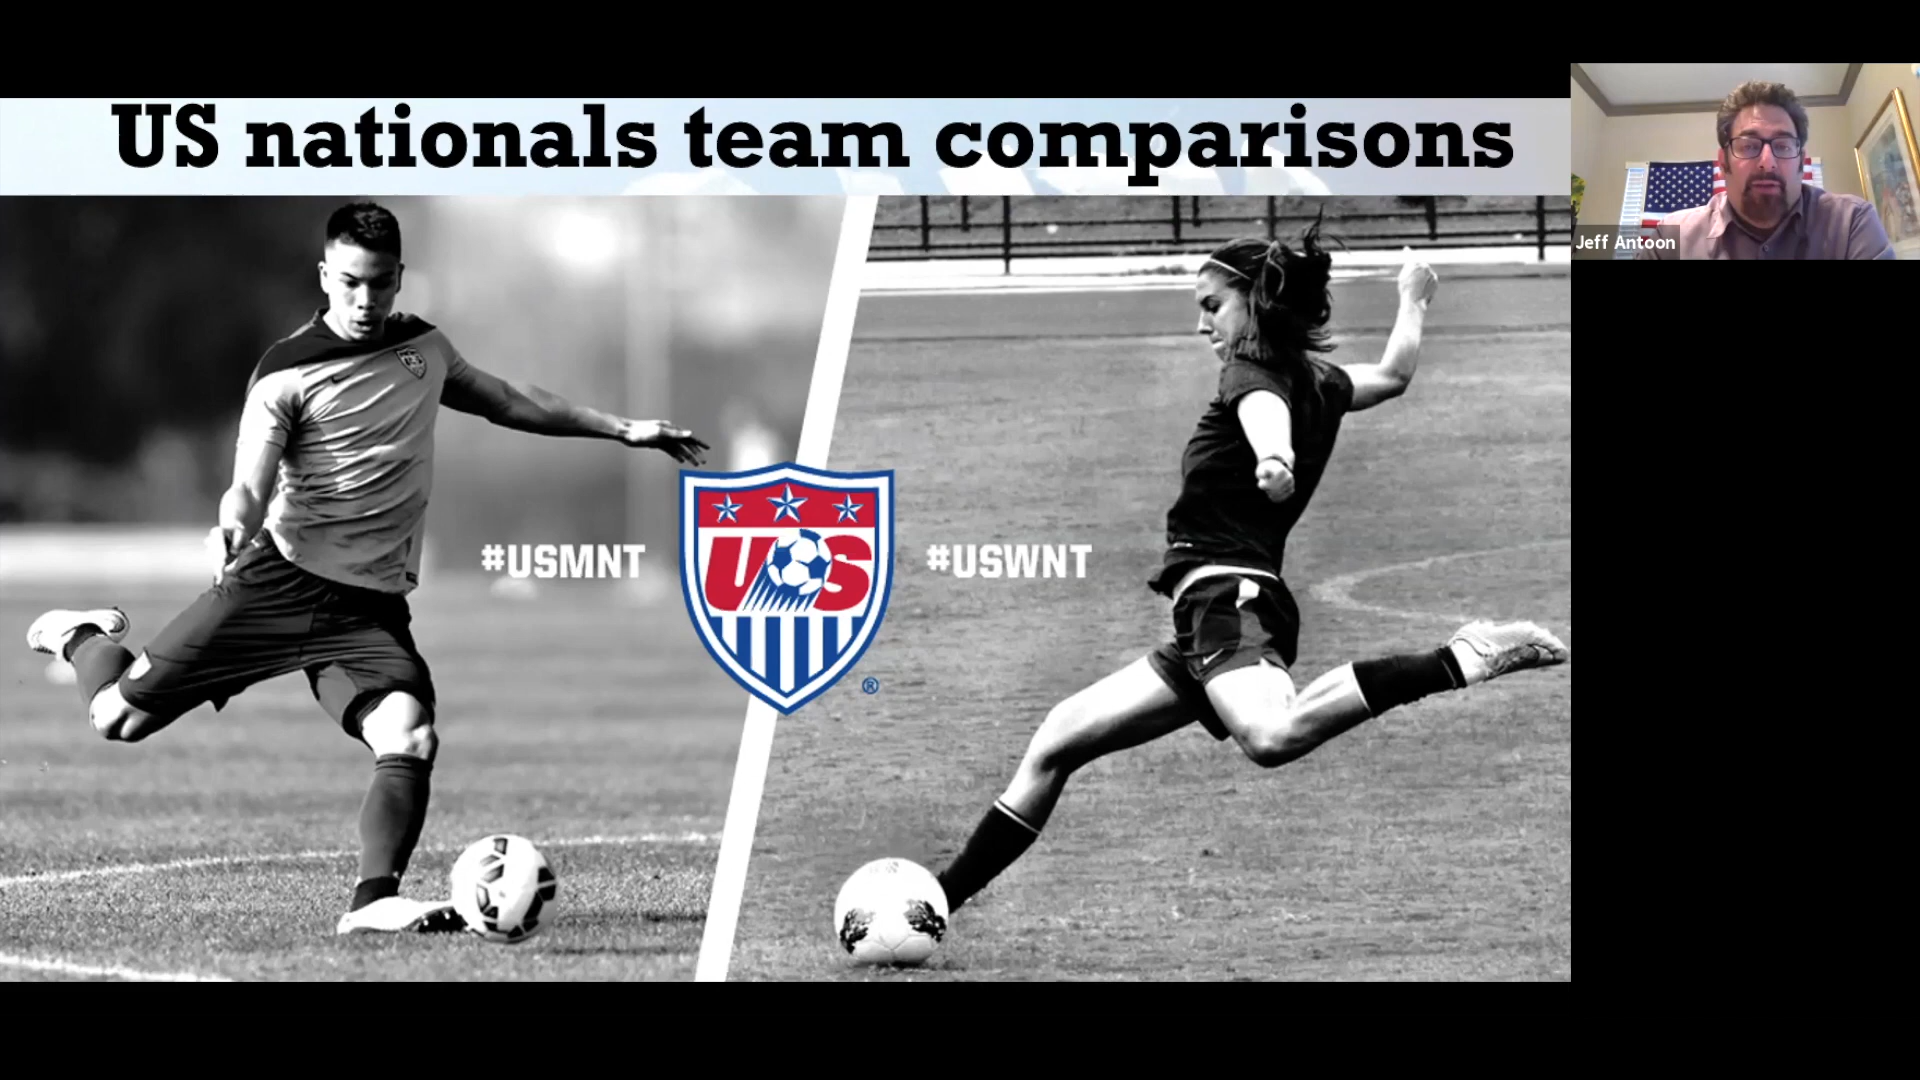 US nationals team comparisons
Jeff Antoon
#USMNT
US
#USWNT
®